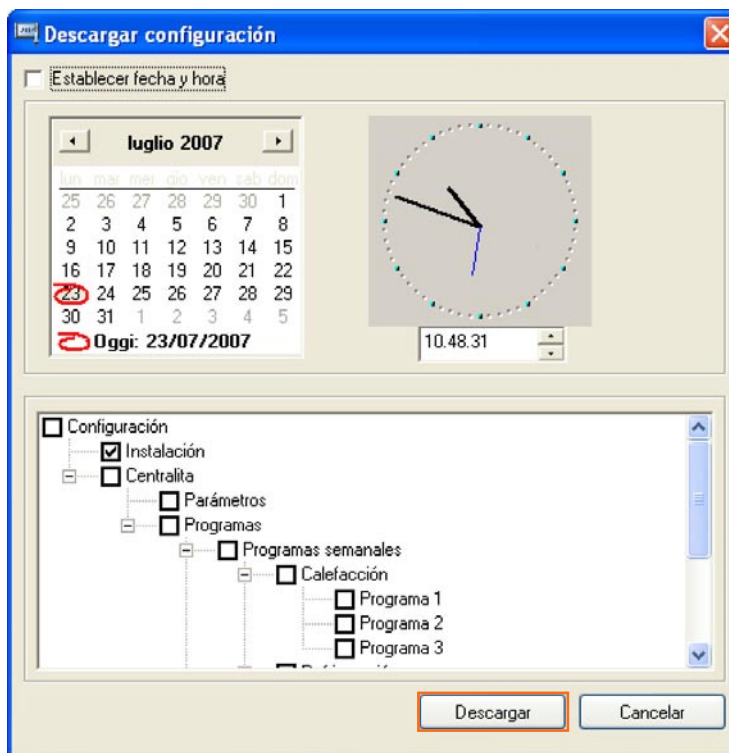 Descargar configuración
Establecer fecha y hora
luglio 2007
lun mar mer gio ven sab dom
25 26 27 28 29 30 1
2 3 4 5 6 7 8
9 10 11 12 13 14 15
16 17 18 19 20 21 22
23 24 25 26 27 28 29
30 31 1 2 3 4 5
Oggi: 23/07/2007
10.48.31
Configuración
Instalación
Centralita
Parámetros
Programas
Programas semanales
Calefacción
Programa 1
Programa 2
Programa 3
Descargar
Cancelar